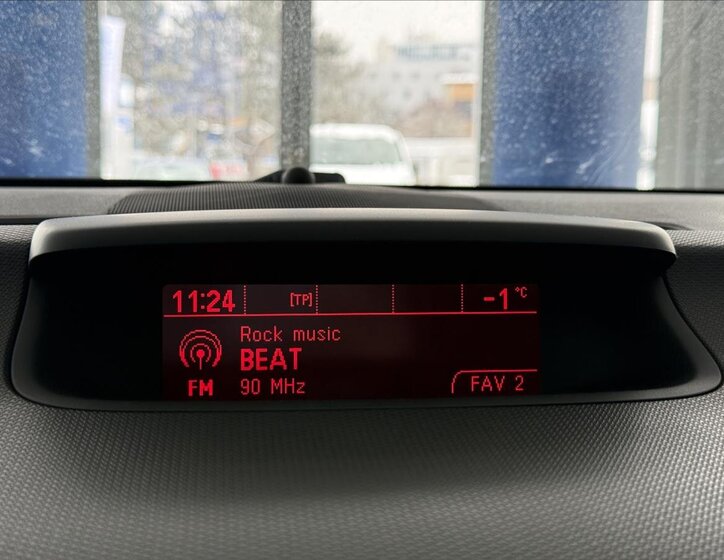 11:24 [TP] -1 °C
Rock music
BEAT
FM 90 MHz FAV 2